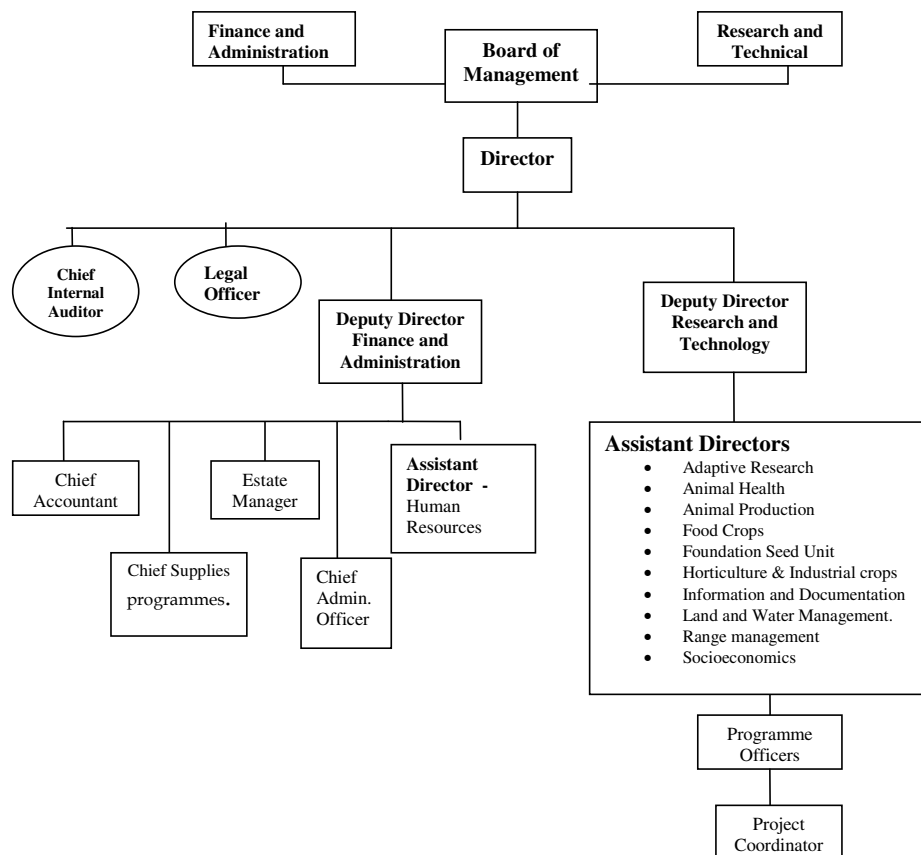 Finance and
Administration
Board of
Management
Research and
Technical
Director
Chief
Internal
Auditor
Legal
Officer
Deputy Director
Finance and
Administration
Deputy Director
Research and
Technology
Chief
Accountant
Estate
Manager
Assistant
Director -
Human
Resources
Chief Supplies
programmes.
Chief
Admin.
Officer
Assistant Directors
• Adaptive Research
• Animal Health
• Animal Production
• Food Crops
• Foundation Seed Unit
• Horticulture & Industrial crops
• Information and Documentation
• Land and Water Management.
• Range management
• Socioeconomics
Programme
Officers
Project
Coordinator